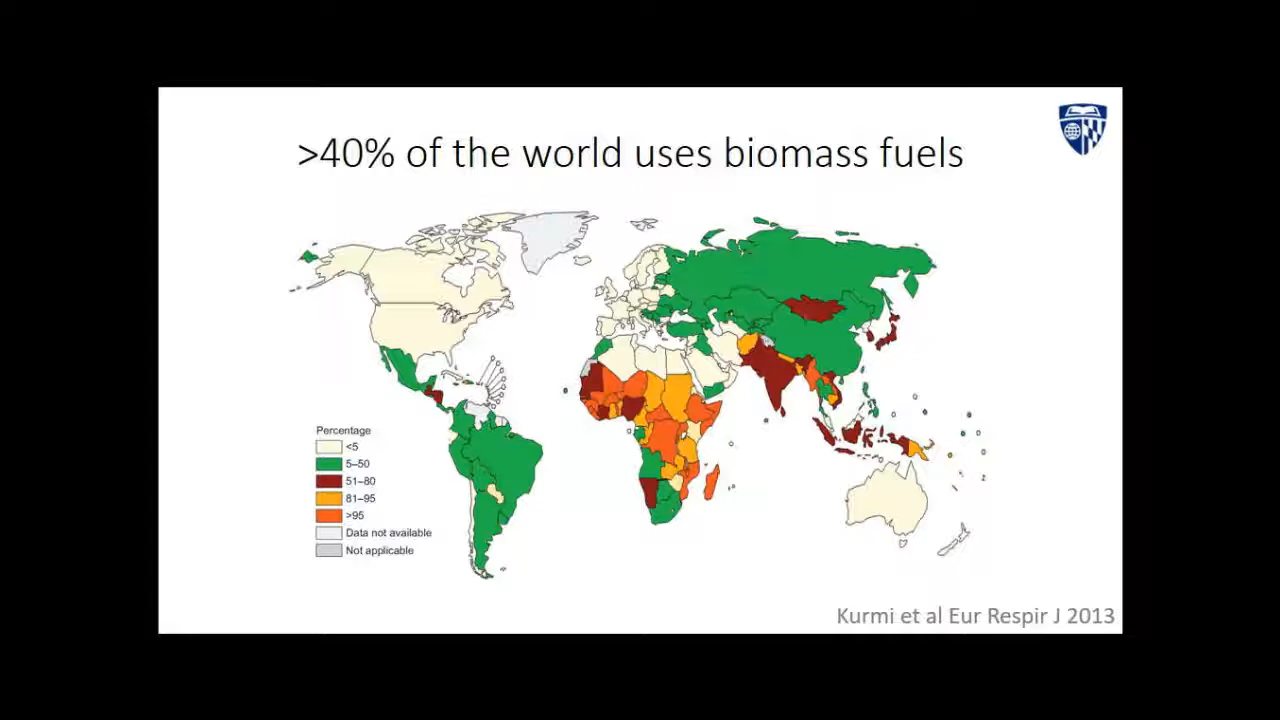 >40% of the world uses biomass fuels
Percentage
<5
5–50
51–80
81–95
>95
Data not available
Not applicable
Kurmi et al Eur Respir J 2013